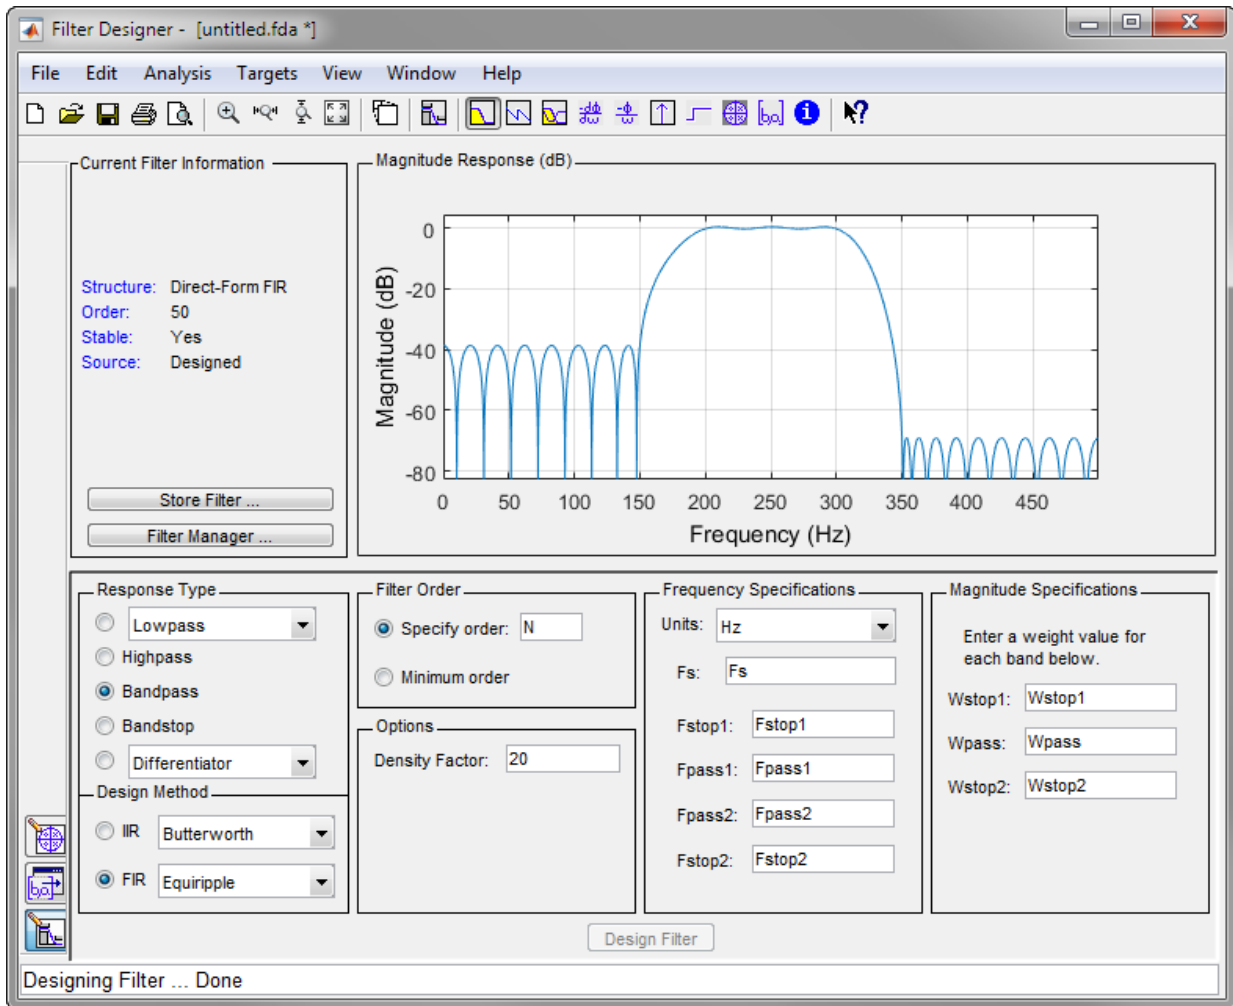 Filter Designer - [untitled.fda *]
File Edit Analysis Targets View Window Help
Current Filter Information
Structure: Direct-Form FIR
Order: 50
Stable: Yes
Source: Designed
Store Filter ...
Filter Manager ...
Magnitude Response (dB)
Magnitude (dB)
0
-20
-40
-60
-80
0 50 100 150 200 250 300 350 400 450
Frequency (Hz)
Response Type
Lowpass
Highpass
Bandpass
Bandstop
Differentiator
Design Method
IIR Butterworth
FIR Equiripple
Filter Order
Specify order: N
Minimum order
Options
Density Factor: 20
Frequency Specifications
Units: Hz
Fs: Fs
Fstop1: Fstop1
Fpass1: Fpass1
Fpass2: Fpass2
Fstop2: Fstop2
Magnitude Specifications
Enter a weight value for
each band below.
Wstop1: Wstop1
Wpass: Wpass
Wstop2: Wstop2
Design Filter
Designing Filter ... Done